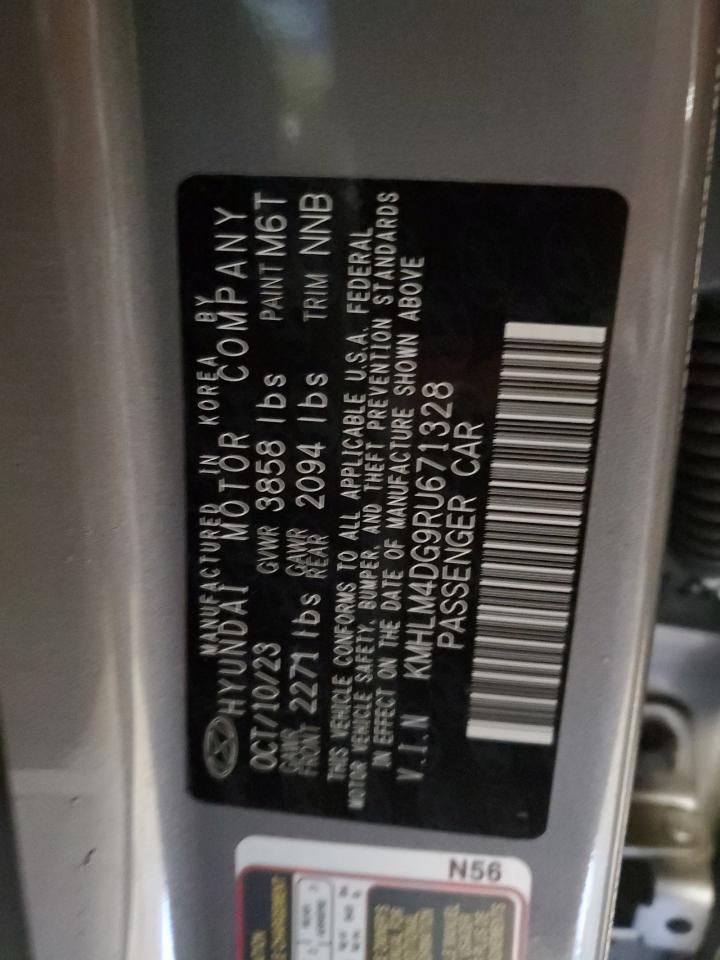 MANUFACTURED IN KOREA BY
HYUNDAI MOTOR COMPANY
OCT/10/23 GVWR 3858 lbs PAINT M6T
GAWR FRONT 2271 lbs GAWR REAR 2094 lbs TRIM NNB
THIS VEHICLE CONFORMS TO ALL APPLICABLE U.S.A. FEDERAL
MOTOR VEHICLE SAFETY, BUMPER, AND THEFT PREVENTION STANDARDS
IN EFFECT ON THE DATE OF MANUFACTURE SHOWN ABOVE
V.I.N KMHLM4DG9RU671328
PASSENGER CAR
N56